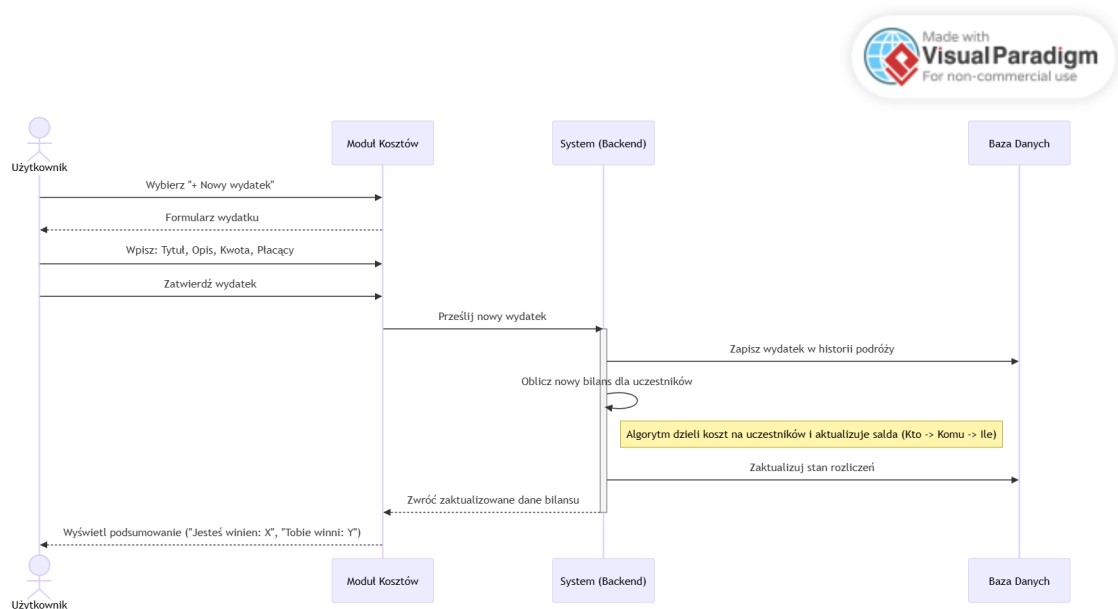 Made with
Visual Paradigm
For non-commercial use
Użytkownik
Moduł Kosztów
System (Backend)
Baza Danych
Wybierz "+ Nowy wydatek"
Formularz wydatku
Wpisz: Tytuł, Opis, Kwota, Płacący
Zatwierdź wydatek
Prześlij nowy wydatek
Zapisz wydatek w historii podróży
Oblicz nowy bilans dla uczestników
Algorytm dzieli koszt na uczestników i aktualizuje salda (Kto -> Komu -> Ile)
Zaktualizuj stan rozliczeń
Zwróć zaktualizowane dane bilansu
Wyświetl podsumowanie ("Jesteś winien: X", "Tobie winni: Y")
Użytkownik
Moduł Kosztów
System (Backend)
Baza Danych